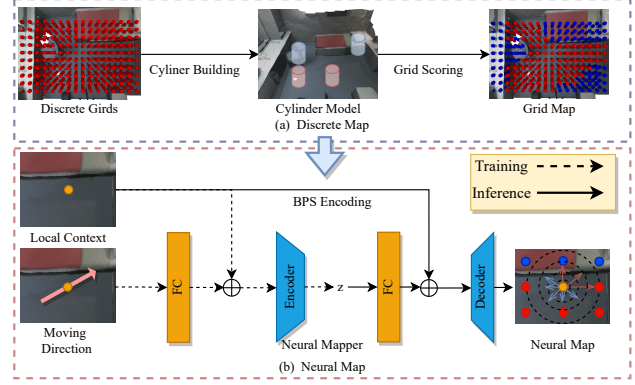 Cyliner Building
Grid Scoring
Discrete Girds
Cylinder Model
Grid Map
(a) Discrete Map
Training
Inference
BPS Encoding
Local Context
FC
Encoder
z
FC
Decoder
Moving
Direction
Neural Mapper
Neural Map
(b) Neural Map